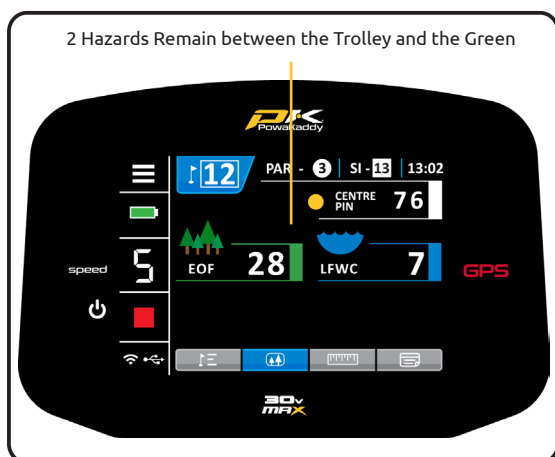 2 Hazards Remain between the Trolley and the Green
PK
PowaKaddy
12 PAR - 3 SI - 13 13:02
CENTRE PIN 76
speed 5
EOF 28 LFWC 7
GPS
30v
MAX